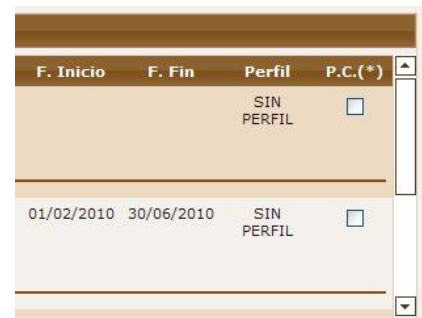 F. Inicio F. Fin Perfil P.C.(*)
SIN
PERFIL
01/02/2010 30/06/2010 SIN
PERFIL